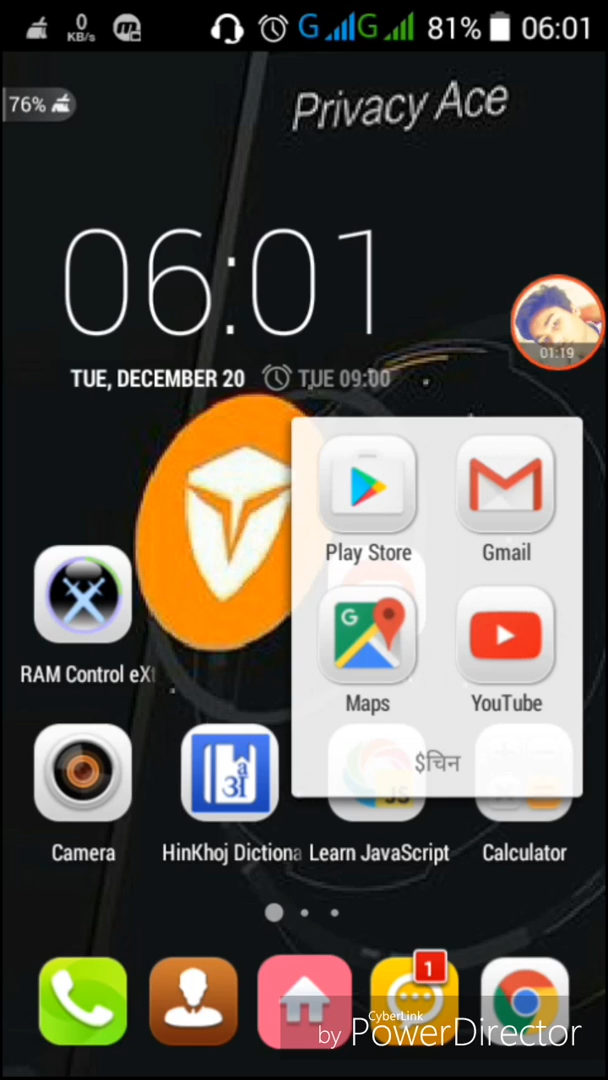 0
KB/s
G G 81% 06:01
76%
Privacy Ace
06:01
TUE, DECEMBER 20 TUE 09:00
01:19
Play Store Gmail
Maps YouTube
$चिन
RAM Control eXt
Camera HinKhoj Dictiona Learn JavaScript Calculator
1
CyberLink
by PowerDirector